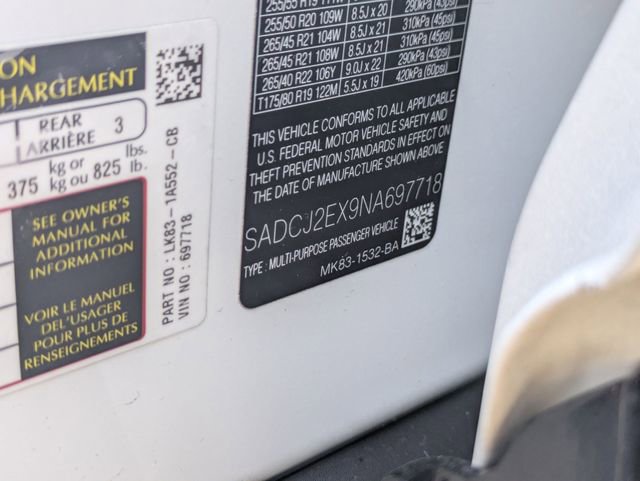 ON
HARGEMENT
REAR
ARRIÈRE 3
375 kg or kg ou 825 lbs. lb.
SEE OWNER'S
MANUAL FOR
ADDITIONAL
INFORMATION
VOIR LE MANUEL
DEL'USAGER
POUR PLUS DE
RENSEIGNEMENTS
PART NO : LK83-1A552-CB
VIN NO : 697718
255/50 R20 109W 8.5J x 20 290kPa (43psi)
265/45 R21 104W 8.5J x 21 310kPa (45psi)
265/45 R21 108W 8.5J x 21 310kPa (45psi)
265/40 R22 106Y 9.0J x 22 290kPa (43psi)
T175/80 R19 122M 5.5J x 19 420kPa (60psi)
THIS VEHICLE CONFORMS TO ALL APPLICABLE
U.S. FEDERAL MOTOR VEHICLE SAFETY AND
THEFT PREVENTION STANDARDS IN EFFECT ON
THE DATE OF MANUFACTURE SHOWN ABOVE.
SADCJ2EX9NA697718
TYPE : MULTI-PURPOSE PASSENGER VEHICLE
MK83-1532-BA